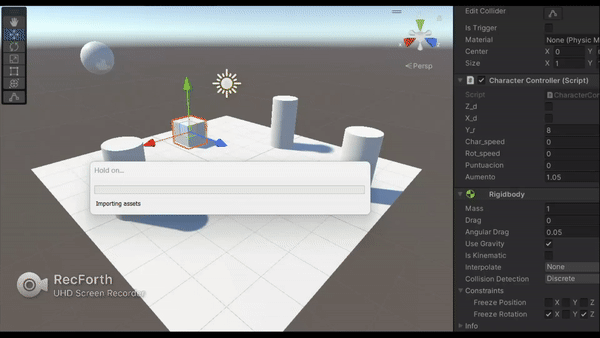 Edit Collider
Is Trigger
Material None (Physic M
Center X 0 Y
Size X 1 Y
Persp
Character Controller (Script)
Script CharacterCon
Z_d
X_d
Y_r 8
Char_speed 0
Rot_speed 0
Puntuacion 0
Aumento 1.05
Hold on...
Importing assets
Rigidbody
Mass 1
Drag 0
Angular Drag 0.05
Use Gravity
Is Kinematic
Interpolate None
Collision Detection Discrete
Constraints
Freeze Position X Y Z
Freeze Rotation X Y Z
Info
RecForth
UHD Screen Recorder